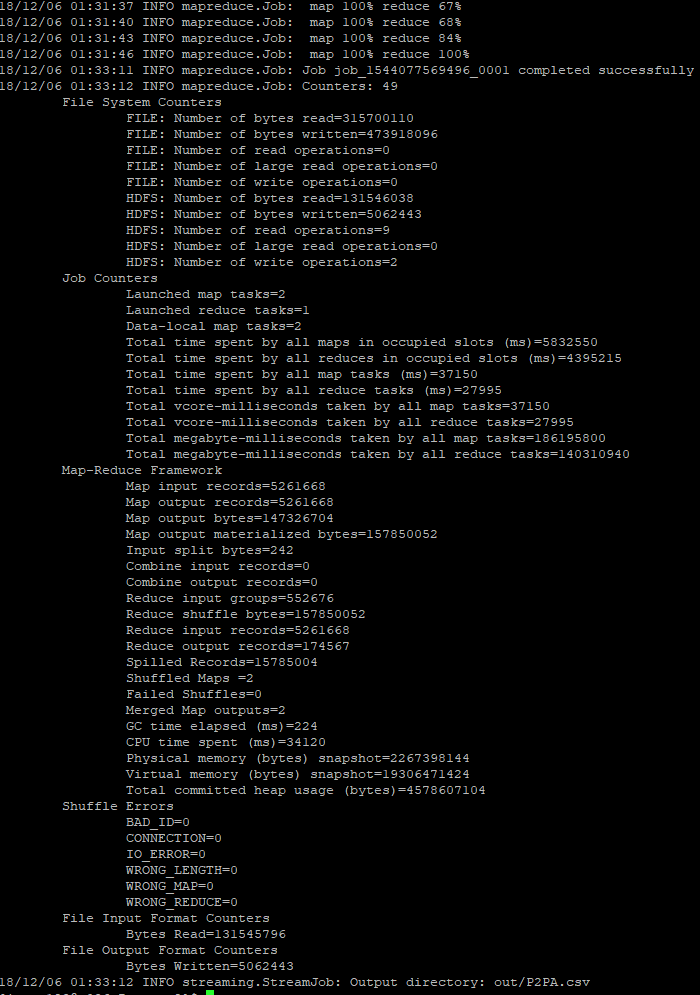 18/12/06 01:31:37 INFO mapreduce.Job:  map 100% reduce 67%
18/12/06 01:31:40 INFO mapreduce.Job:  map 100% reduce 68%
18/12/06 01:31:43 INFO mapreduce.Job:  map 100% reduce 84%
18/12/06 01:31:46 INFO mapreduce.Job:  map 100% reduce 100%
18/12/06 01:33:11 INFO mapreduce.Job: Job job_1544077569496_0001 completed successfully
18/12/06 01:33:12 INFO mapreduce.Job: Counters: 49
File System Counters
FILE: Number of bytes read=315700110
FILE: Number of bytes written=473918096
FILE: Number of read operations=0
FILE: Number of large read operations=0
FILE: Number of write operations=0
HDFS: Number of bytes read=131546038
HDFS: Number of bytes written=5062443
HDFS: Number of read operations=9
HDFS: Number of large read operations=0
HDFS: Number of write operations=2
Job Counters
Launched map tasks=2
Launched reduce tasks=1
Data-local map tasks=2
Total time spent by all maps in occupied slots (ms)=5832550
Total time spent by all reduces in occupied slots (ms)=4395215
Total time spent by all map tasks (ms)=37150
Total time spent by all reduce tasks (ms)=27995
Total vcore-milliseconds taken by all map tasks=37150
Total vcore-milliseconds taken by all reduce tasks=27995
Total megabyte-milliseconds taken by all map tasks=186195800
Total megabyte-milliseconds taken by all reduce tasks=140310940
Map-Reduce Framework
Map input records=5261668
Map output records=5261668
Map output bytes=147326704
Map output materialized bytes=157850052
Input split bytes=242
Combine input records=0
Combine output records=0
Reduce input groups=552676
Reduce shuffle bytes=157850052
Reduce input records=5261668
Reduce output records=174567
Spilled Records=15785004
Shuffled Maps =2
Failed Shuffles=0
Merged Map outputs=2
GC time elapsed (ms)=224
CPU time spent (ms)=34120
Physical memory (bytes) snapshot=2267398144
Virtual memory (bytes) snapshot=19306471424
Total committed heap usage (bytes)=4578607104
Shuffle Errors
BAD_ID=0
CONNECTION=0
IO_ERROR=0
WRONG_LENGTH=0
WRONG_MAP=0
WRONG_REDUCE=0
File Input Format Counters
Bytes Read=131545796
File Output Format Counters
Bytes Written=5062443
18/12/06 01:33:12 INFO streaming.StreamJob: Output directory: out/P2PA.csv